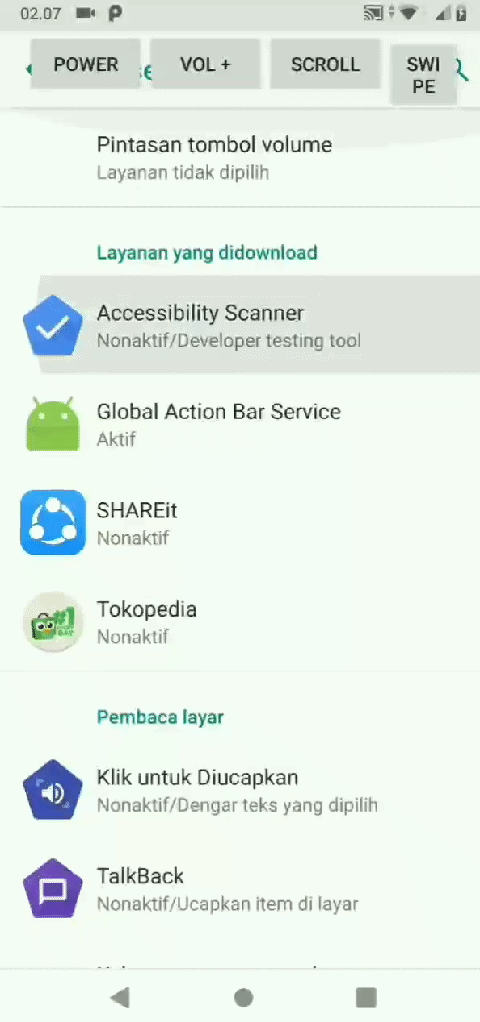 02.07
POWER
VOL +
SCROLL
SWI
PE
Pintasan tombol volume
Layanan tidak dipilih
Layanan yang didownload
Accessibility Scanner
Nonaktif/Developer testing tool
Global Action Bar Service
Aktif
SHAREit
Nonaktif
#1
Tokopedia
Nonaktif
Pembaca layar
Klik untuk Diucapkan
Nonaktif/Dengar teks yang dipilih
TalkBack
Nonaktif/Ucapkan item di layar